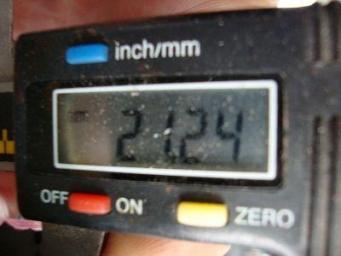 inch/mm
21.24
OFF ON ZERO